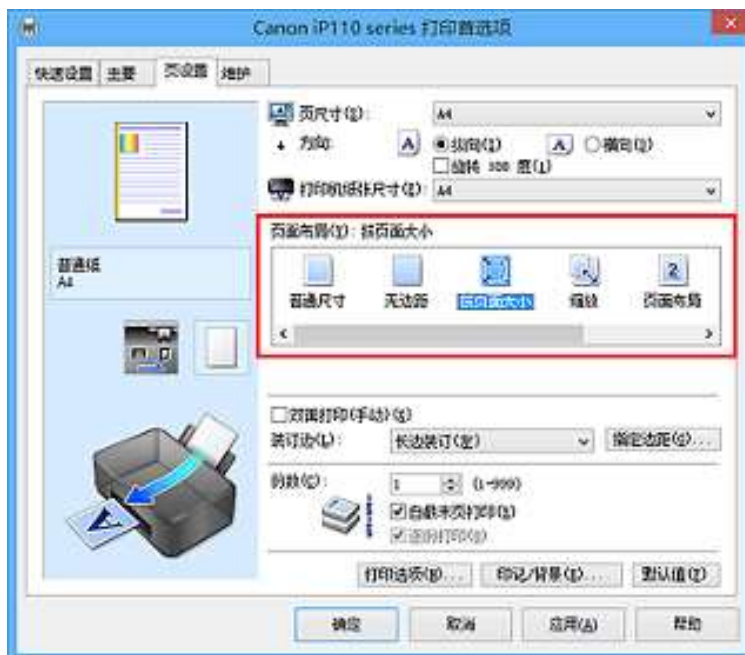 Canon iP110 series 打印首选项
快速设置 主要 页设置 维护
页尺寸(Z): A4
方向 A 纵向(I) A 横向(Q)
旋转 180 度(I)
打印机纸张尺寸(Z): A4
页面布局(Y): 按页面大小
普通尺寸 无边距 按页面大小 缩放 页面布局
普通纸
A4
双面打印(手动)(X)
装订边(L): 长边装订(左) 指定边距(G)...
份数(C): 1 (1-999)
自最末页打印(S)
逐份打印(O)
打印选项(N)... 印记/背景(E)... 默认值(Y)
确定 取消 应用(A) 帮助